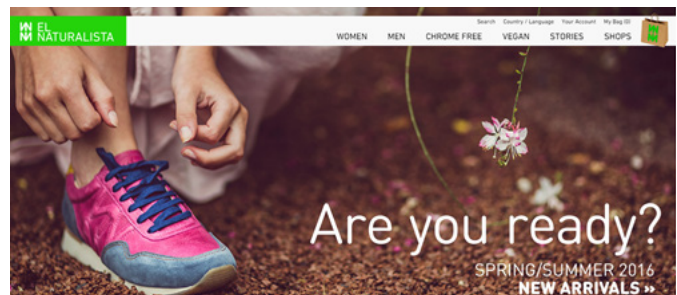 EL
NATURALISTA
Search Country / Language Your Account My Bag (0)
WOMEN MEN CHROME FREE VEGAN STORIES SHOPS
Are you ready?
SPRING/SUMMER 2016
NEW ARRIVALS »